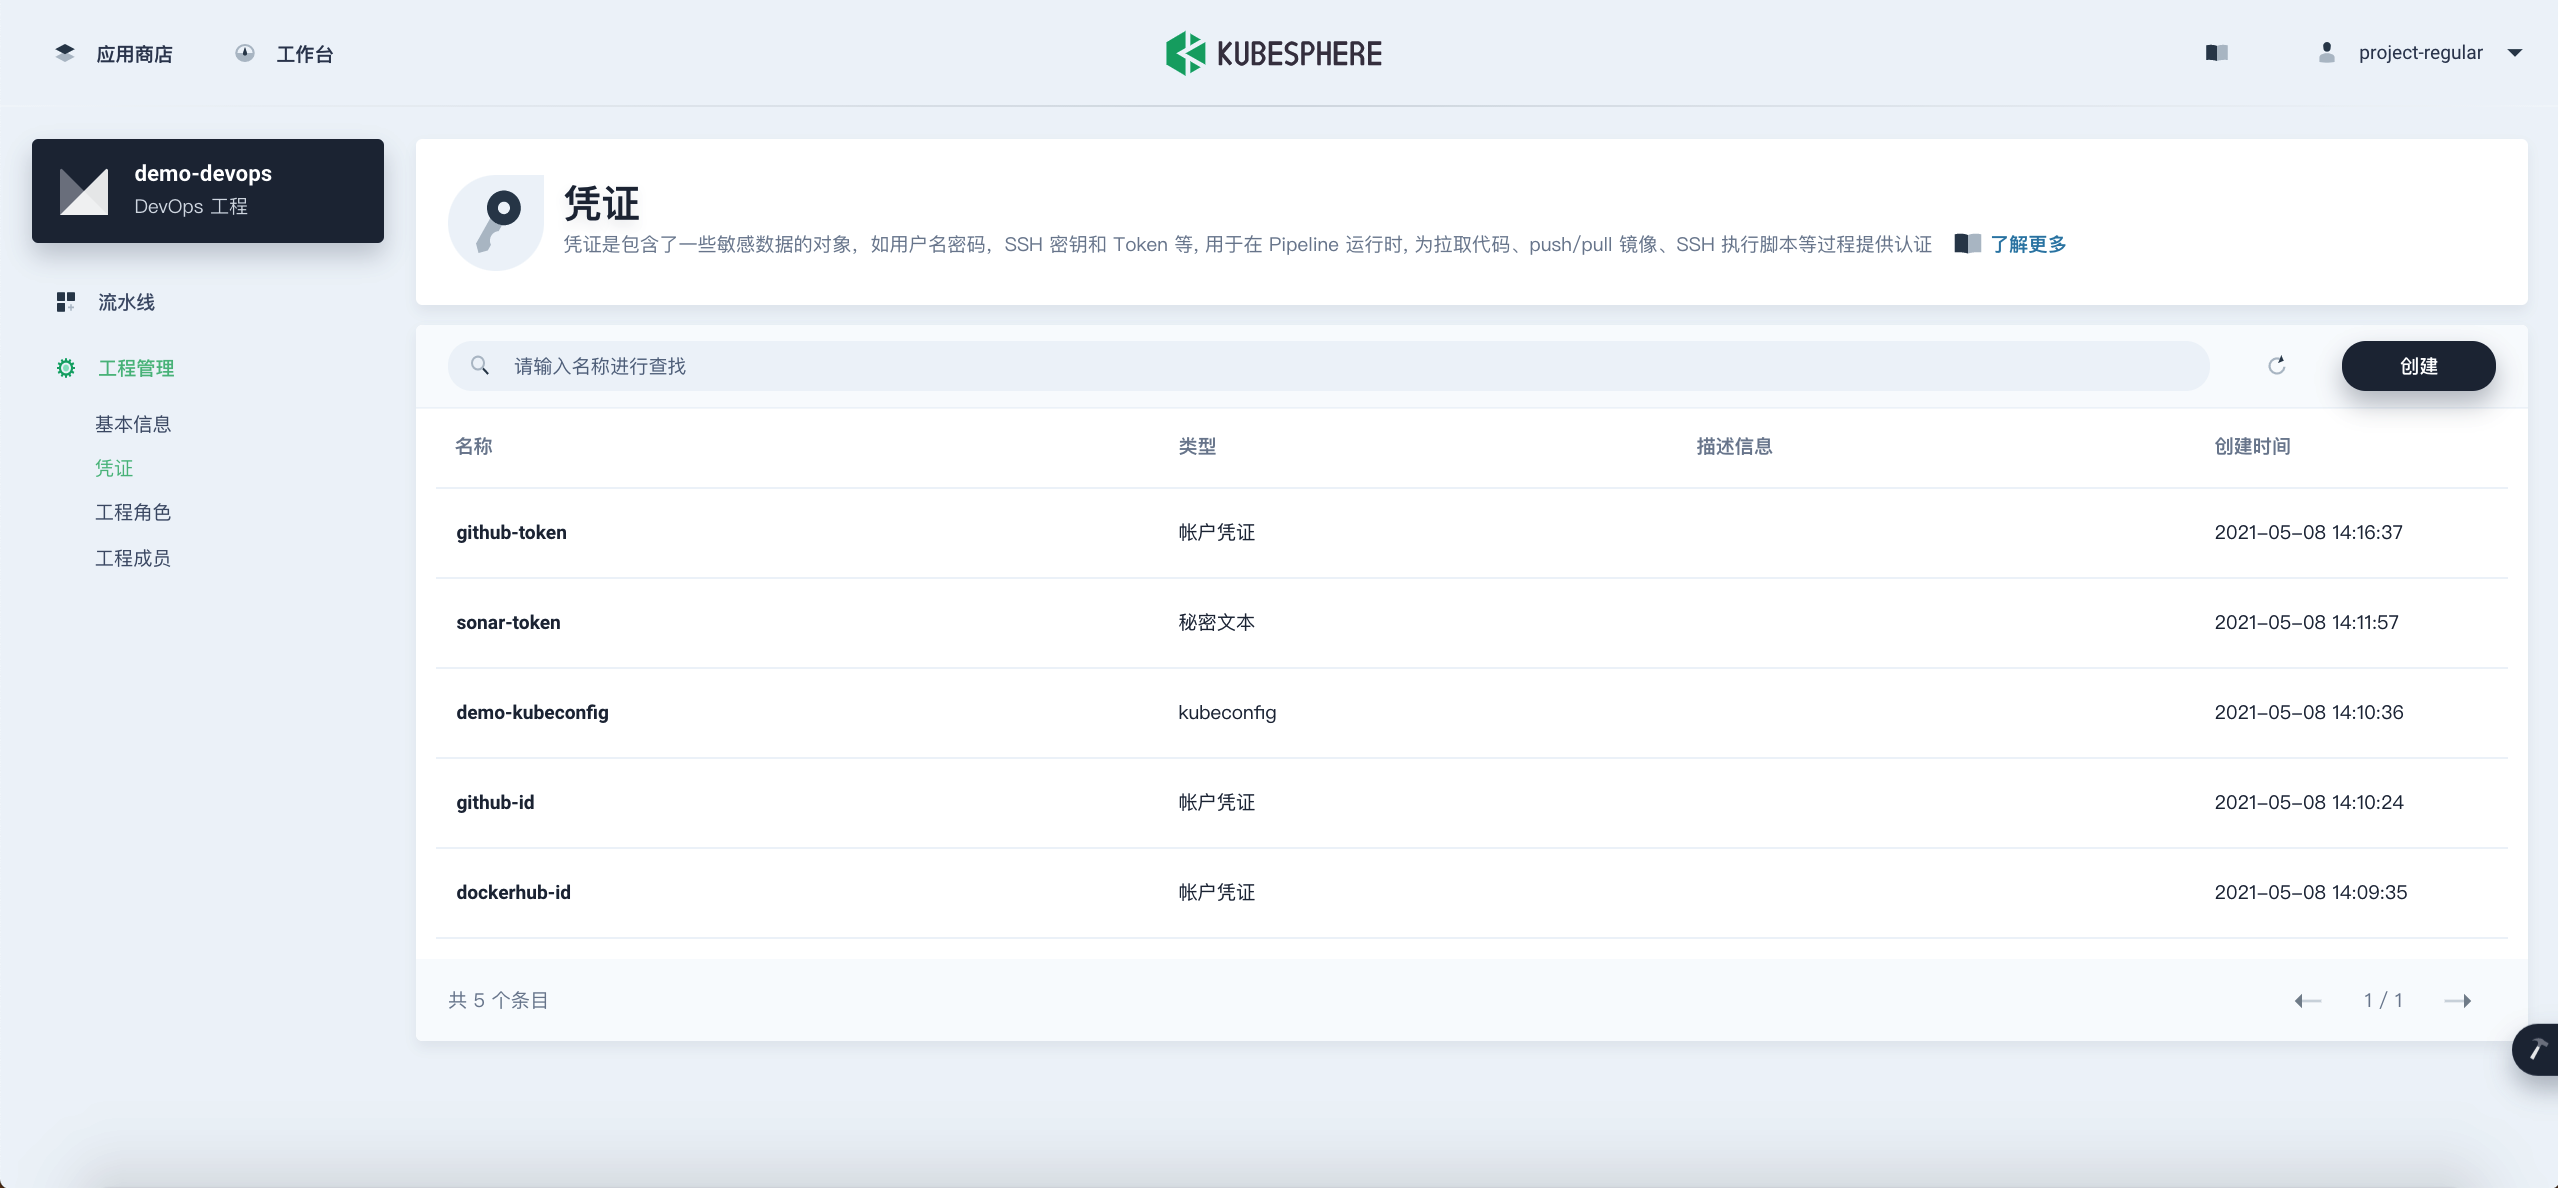 应用商店 工作台 KUBESPHERE project-regular
demo-devops
DevOps 工程
流水线
工程管理
基本信息
凭证
工程角色
工程成员
凭证
凭证是包含了一些敏感数据的对象，如用户名密码，SSH 密钥和 Token 等, 用于在 Pipeline 运行时, 为拉取代码、push/pull 镜像、SSH 执行脚本等过程提供认证 了解更多
请输入名称进行查找 创建
名称 类型 描述信息 创建时间
github-token 帐户凭证 2021-05-08 14:16:37
sonar-token 秘密文本 2021-05-08 14:11:57
demo-kubeconfig kubeconfig 2021-05-08 14:10:36
github-id 帐户凭证 2021-05-08 14:10:24
dockerhub-id 帐户凭证 2021-05-08 14:09:35
共 5 个条目 1 / 1